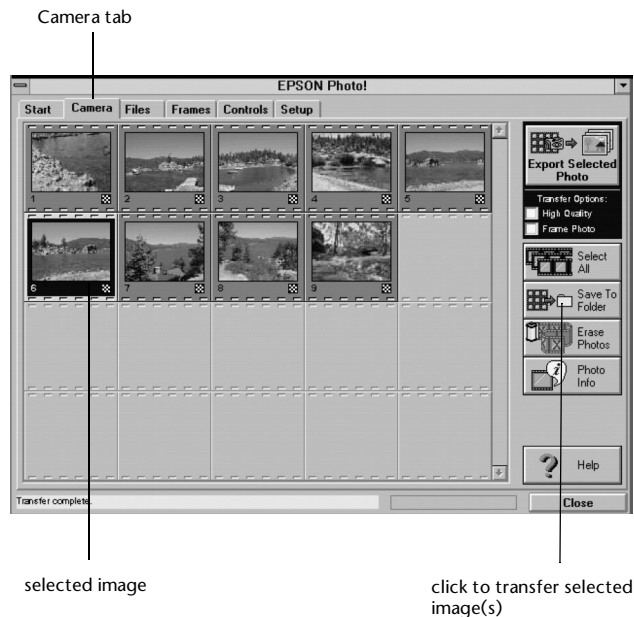 Camera tab
EPSON Photo!
Start Camera Files Frames Controls Setup
1 2 3 4 5
6 7 8 9
Export Selected
Photo
Transfer Options:
High Quality
Frame Photo
Select
All
Save To
Folder
Erase
Photos
i
Photo
Info
? Help
Transfer complete.
Close
selected image
click to transfer selected
image(s)